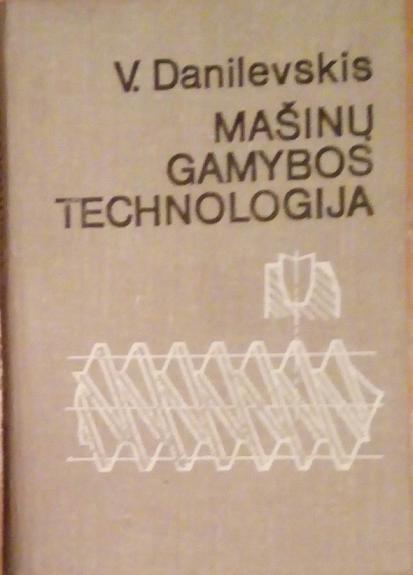 V. Danilevskis
MAŠINŲ
GAMYBOS
TECHNOLOGIJA